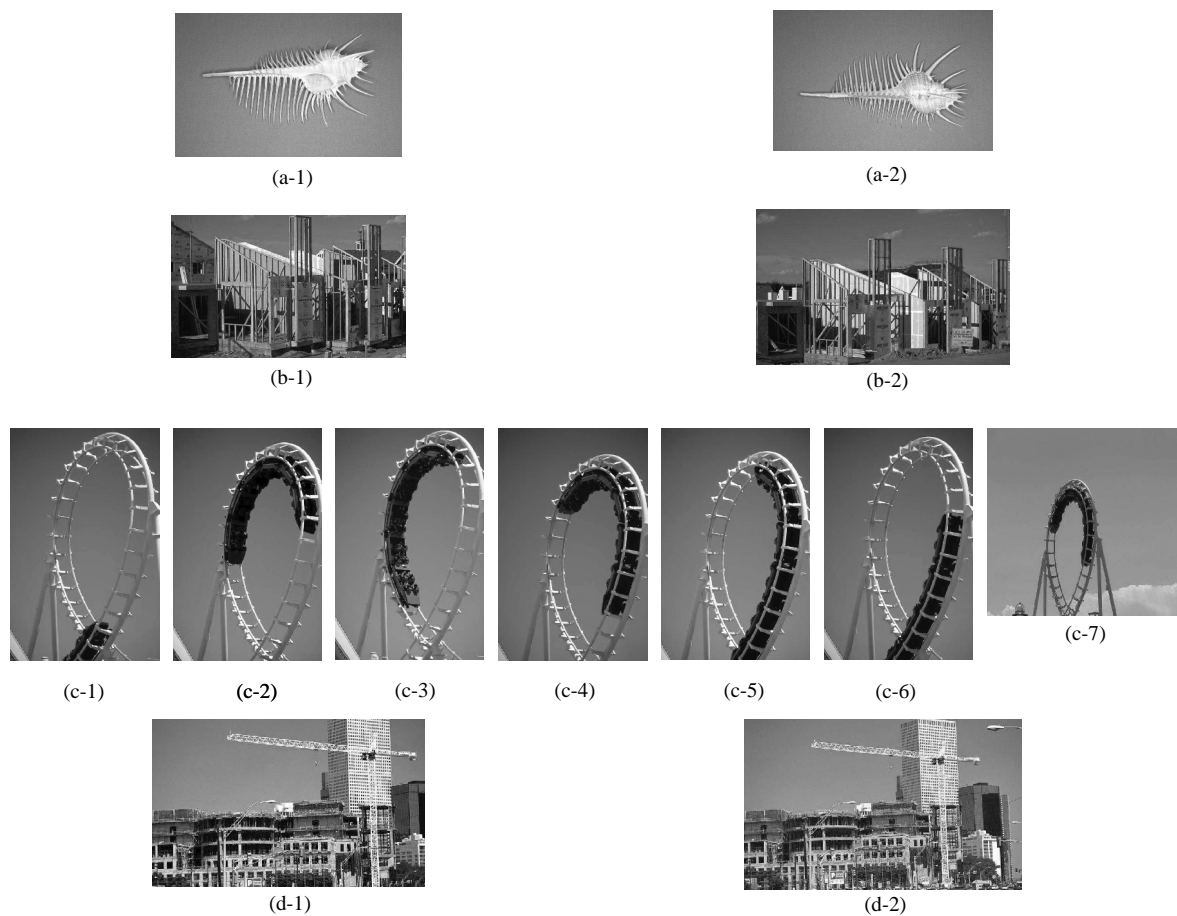 (a-1)
(a-2)
(b-1)
(b-2)
(c-7)
(c-1)
(c-2)
(c-3)
(c-4)
(c-5)
(c-6)
(d-1)
(d-2)